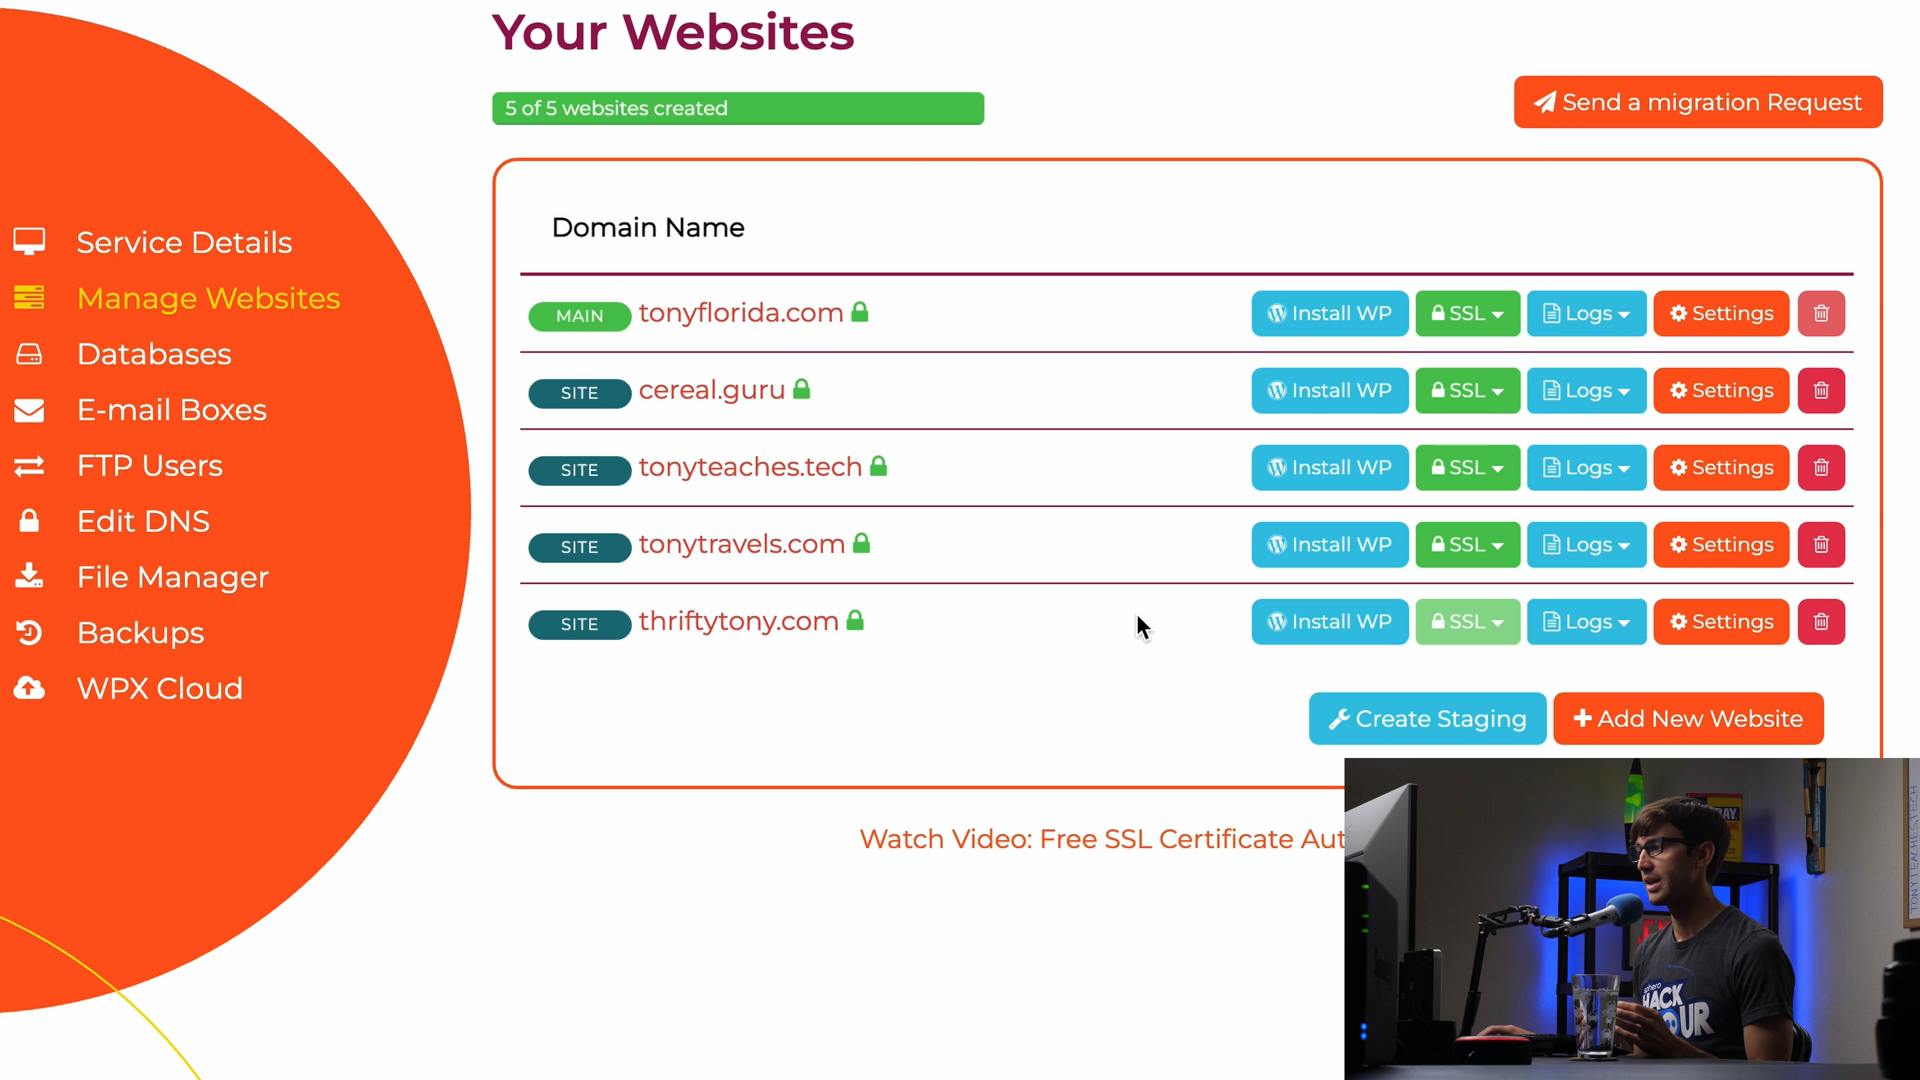 Your Websites
5 of 5 websites created
Send a migration Request
Service Details
Manage Websites
Databases
E-mail Boxes
FTP Users
Edit DNS
File Manager
Backups
WPX Cloud
Domain Name
MAIN tonyflorida.com Install WP SSL Logs Settings
SITE cereal.guru Install WP SSL Logs Settings
SITE tonyteaches.tech Install WP SSL Logs Settings
SITE tonytravels.com Install WP SSL Logs Settings
SITE thriftytony.com Install WP SSL Logs Settings
Create Staging Add New Website
Watch Video: Free SSL Certificate Aut
TONYTEACHES.TECH
sphero
HACK